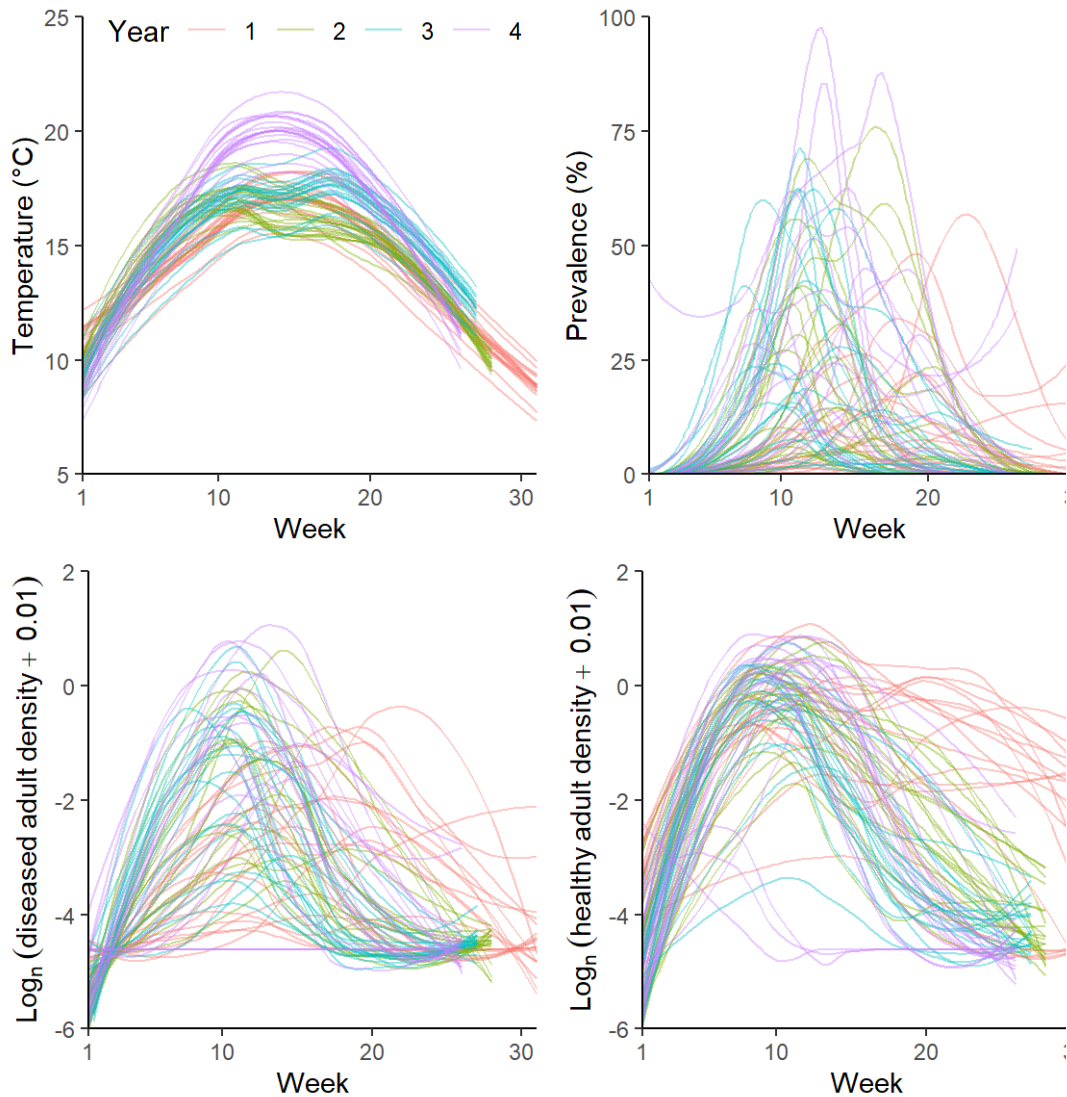 Year 1 2 3 4
Temperature (°C)
25
20
15
10
5
1 10 20 30
Week
Prevalence (%)
100
75
50
25
0
1 10 20 3
Week
Logn (diseased adult density + 0.01)
2
0
-2
-4
-6
1 10 20 30
Week
Logn (healthy adult density + 0.01)
2
0
-2
-4
-6
1 10 20 3
Week